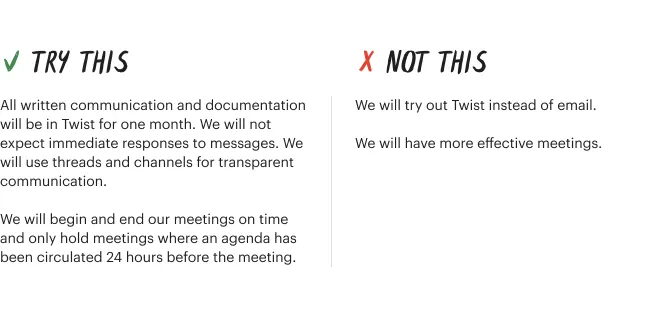 ✓ TRY THIS
All written communication and documentation
will be in Twist for one month. We will not
expect immediate responses to messages. We
will use threads and channels for transparent
communication.
We will begin and end our meetings on time
and only hold meetings where an agenda has
been circulated 24 hours before the meeting.
✗ NOT THIS
We will try out Twist instead of email.
We will have more effective meetings.